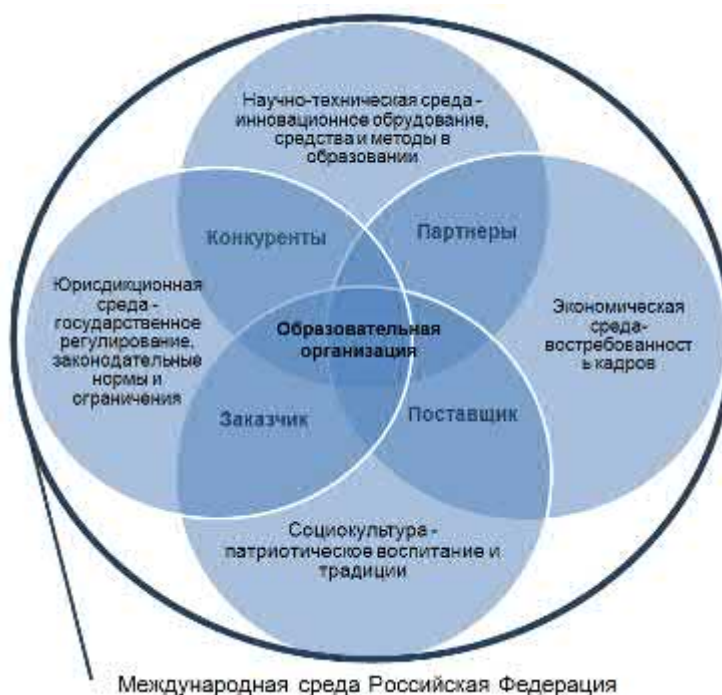 Научно-техническая среда -
инновационное обрудование,
средства и методы в
образовании
Конкуренты
Партнеры
Юрисдикционная
среда -
государственное
регулирование,
законодательные
нормы и
ограничения
Образовательная
организация
Экономическая
среда-
востребованност
ь кадров
Заказчик
Поставщик
Социокультура -
патриотическое воспитание и
традиции
Международная среда Российская Федерация